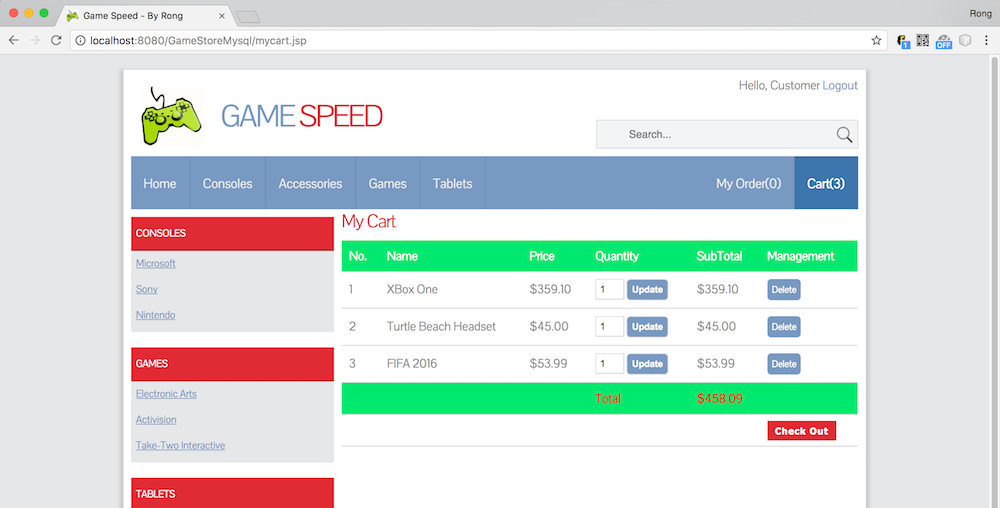 Game Speed - By Rong
Rong
localhost:8080/GameStoreMysql/mycart.jsp
1
OFF
Hello, Customer Logout
GAME SPEED
Search...
Home Consoles Accessories Games Tablets My Order(0) Cart(3)
CONSOLES
Microsoft
Sony
Nintendo
GAMES
Electronic Arts
Activision
Take-Two Interactive
TABLETS
My Cart
No. Name Price Quantity SubTotal Management
1 XBox One $359.10 1 Update $359.10 Delete
2 Turtle Beach Headset $45.00 1 Update $45.00 Delete
3 FIFA 2016 $53.99 1 Update $53.99 Delete
Total $458.09
Check Out